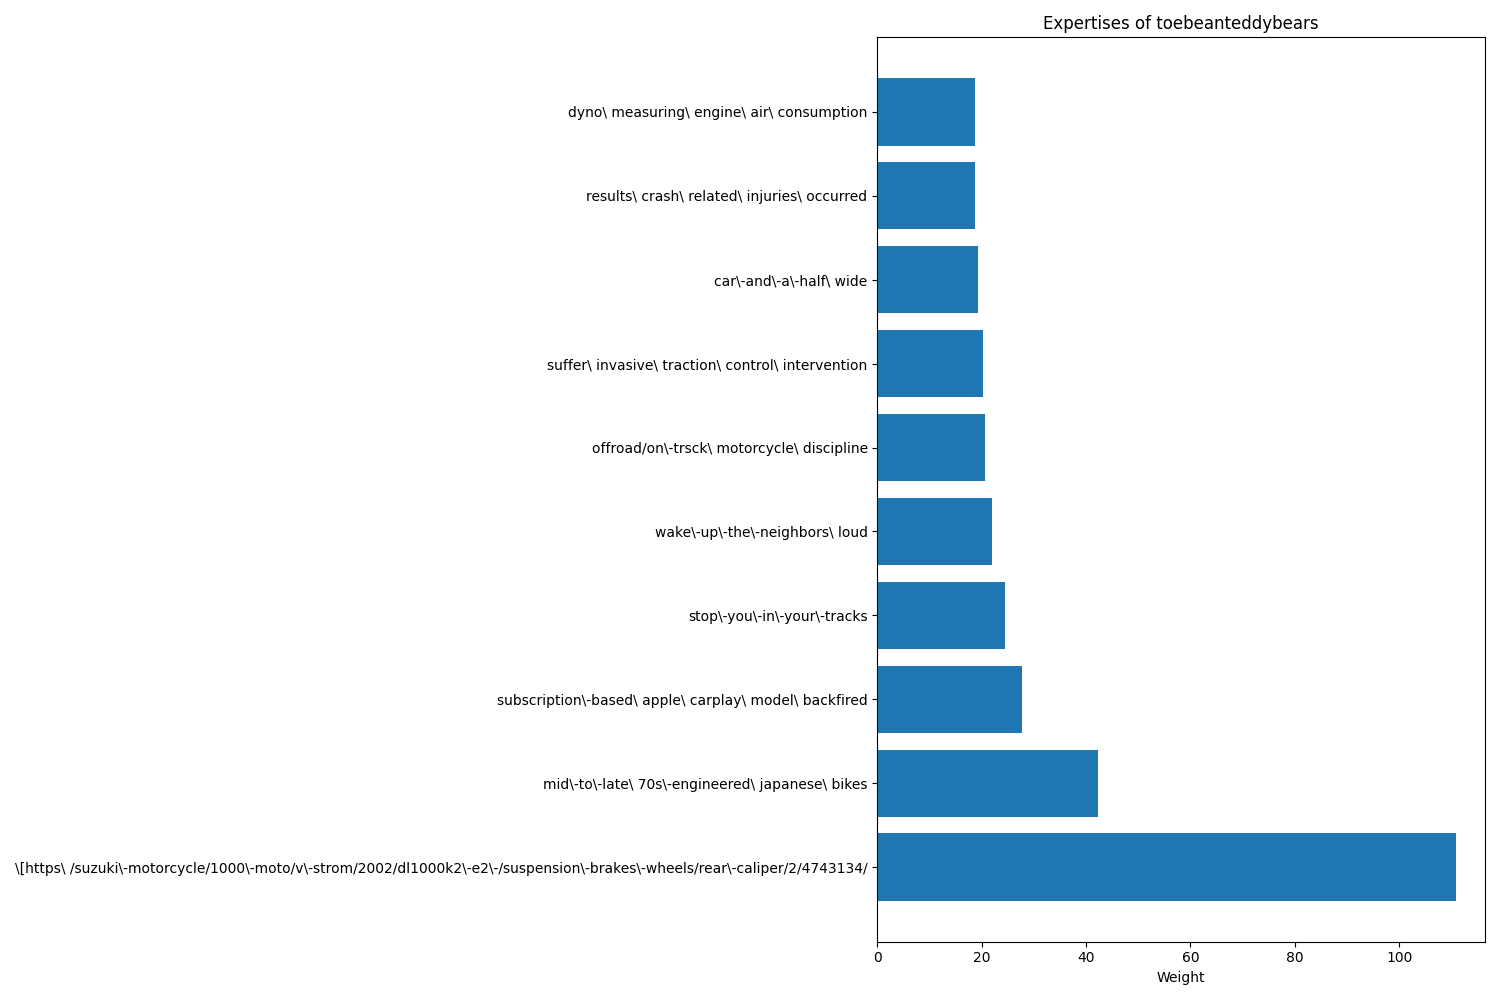 Expertises of toebeanteddybears
dyno\ measuring\ engine\ air\ consumption
results\ crash\ related\ injuries\ occurred
car\-and\-a\-half\ wide
suffer\ invasive\ traction\ control\ intervention
offroad/on\-trsck\ motorcycle\ discipline
wake\-up\-the\-neighbors\ loud
stop\-you\-in\-your\-tracks
subscription\-based\ apple\ carplay\ model\ backfired
mid\-to\-late\ 70s\-engineered\ japanese\ bikes
\[https\ /suzuki\-motorcycle/1000\-moto/v\-strom/2002/dl1000k2\-e2\-/suspension\-brakes\-wheels/rear\-caliper/2/4743134/
0 20 40 60 80 100
Weight